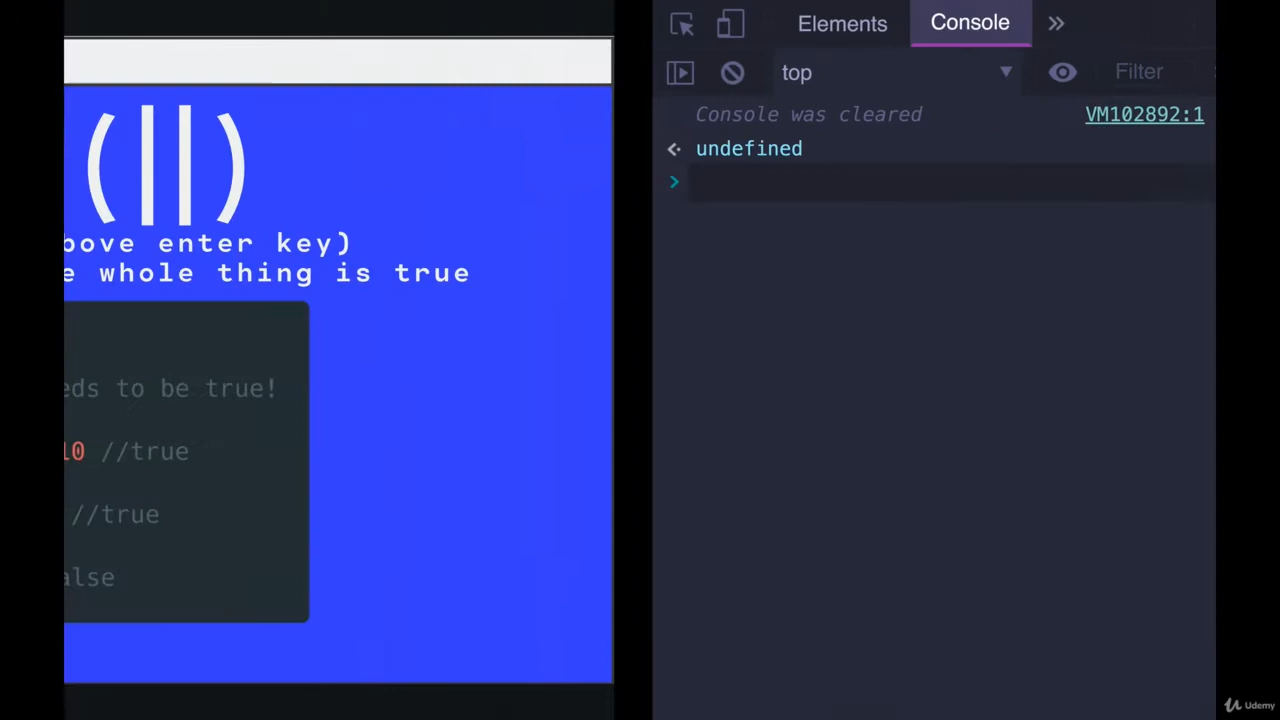 (||)
bove enter key)
e whole thing is true
eds to be true!
10 //true
//true
alse
Elements Console »
top ▼ Filter
Console was cleared VM102892:1
undefined
>
Udemy